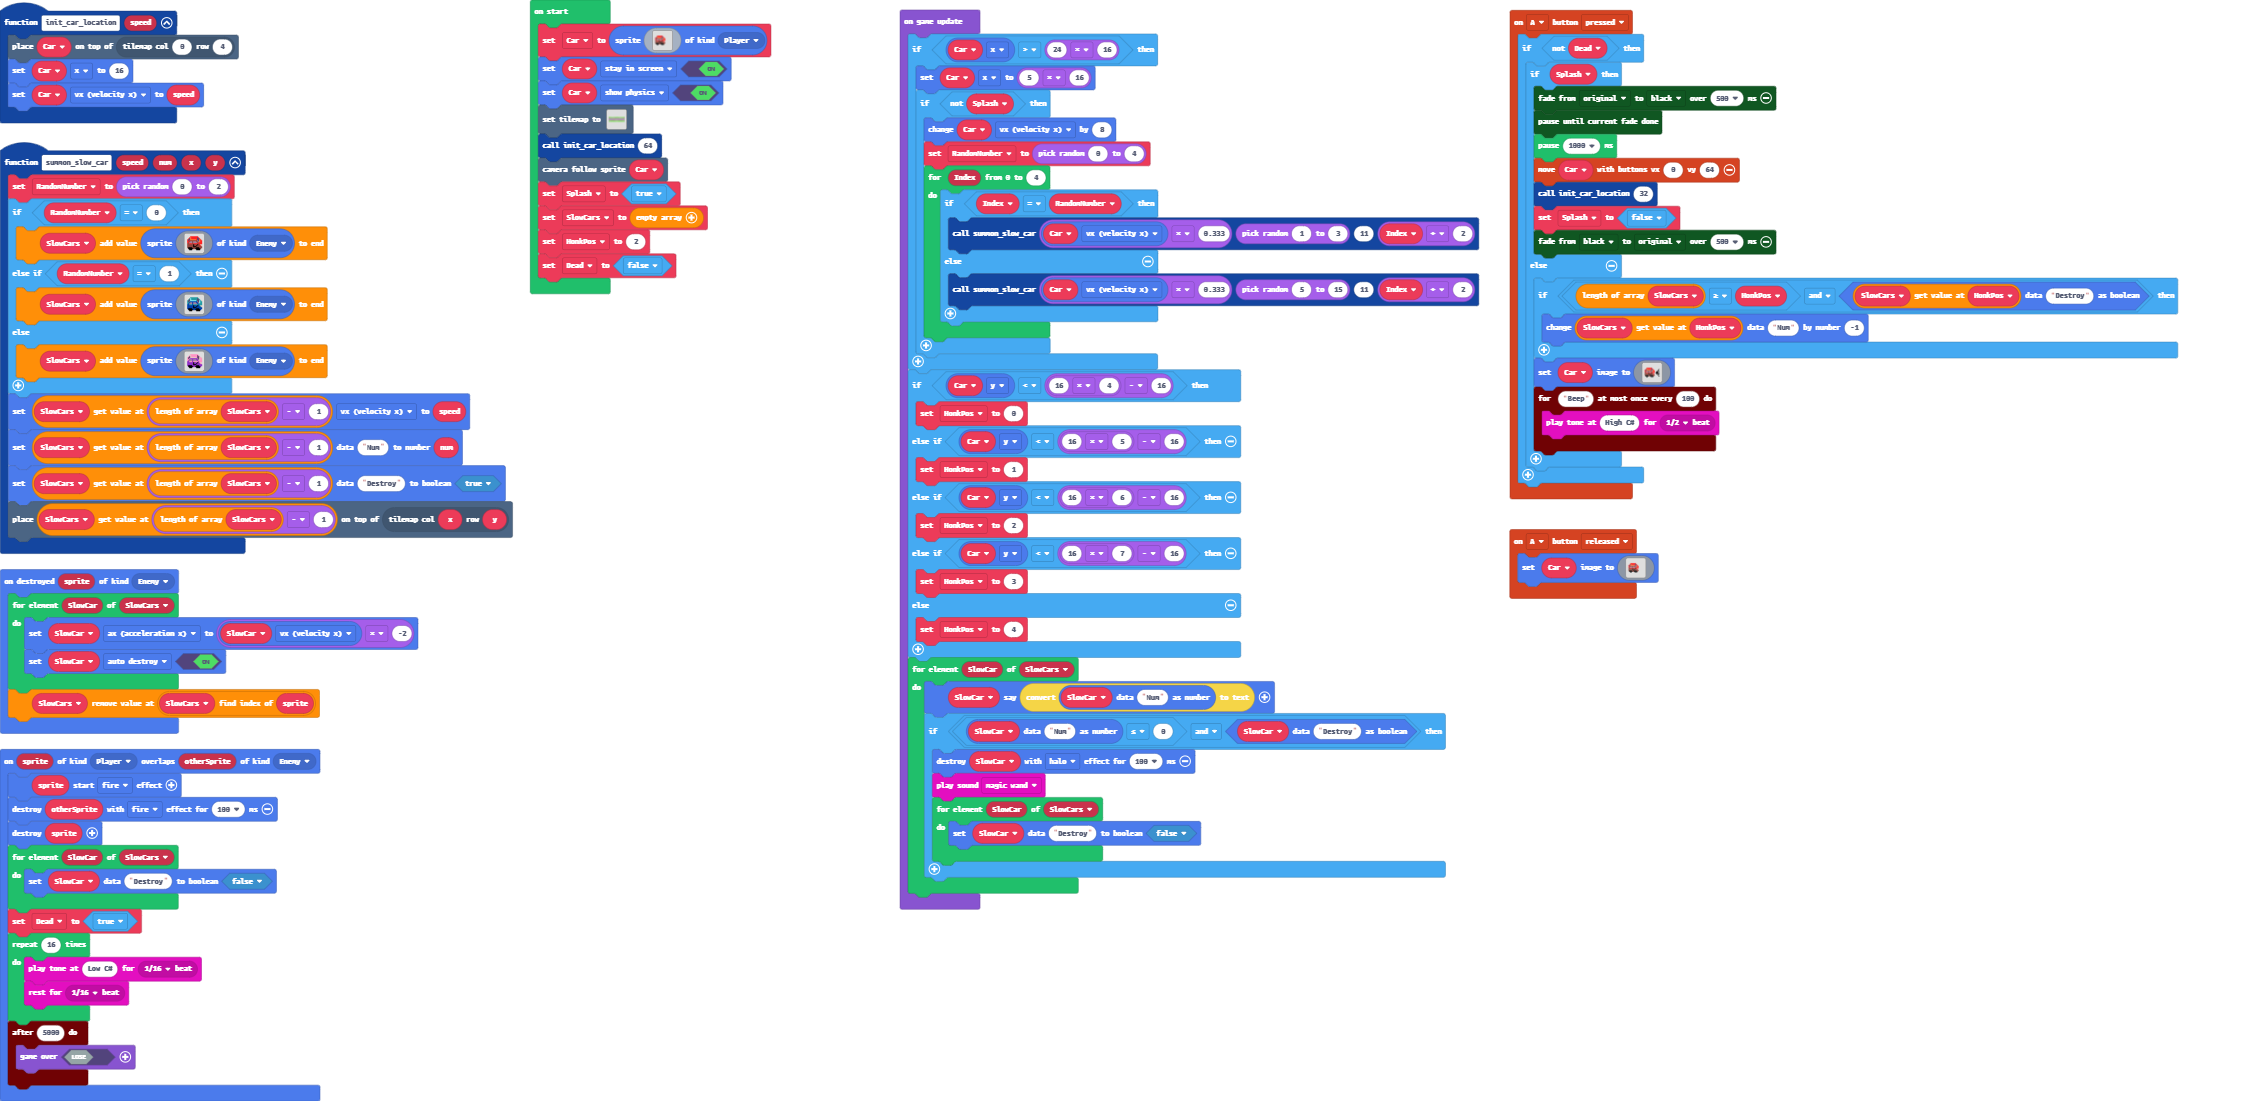 function init_car_location speed
place Car on top of tilemap col 0 row 4
set Car x to 16
set Car vx (velocity x) to speed
function summon_slow_car speed num x y
set RandomNumber to pick random 0 to 2
if RandomNumber = 0 then
SlowCars add value sprite of kind Enemy to end
else if RandomNumber = 1 then
SlowCars add value sprite of kind Enemy to end
else
SlowCars add value sprite of kind Enemy to end
set SlowCars get value at length of array SlowCars - 1 vx (velocity x) to speed
set SlowCars get value at length of array SlowCars - 1 data "Num" to number num
set SlowCars get value at length of array SlowCars - 1 data "Destroy" to boolean true
place SlowCars get value at length of array SlowCars - 1 on top of tilemap col x row y
on destroyed sprite of kind Enemy
for element SlowCar of SlowCars
do set SlowCar ax (acceleration x) to SlowCar vx (velocity x) × -2
set SlowCar auto destroy ON
SlowCars remove value at SlowCars find index of sprite
on sprite of kind Player overlaps otherSprite of kind Enemy
sprite start fire effect
destroy otherSprite with fire effect for 100 ms
destroy sprite
for element SlowCar of SlowCars
do set SlowCar data "Destroy" to boolean false
set Dead to true
repeat 16 times
do play tone at Low C# for 1/16 beat
rest for 1/16 beat
after 5000 do
game over LOSE
on start
set Car to sprite of kind Player
set Car stay in screen ON
set Car show physics ON
set tilemap to
call init_car_location 64
camera follow sprite Car
set Splash to true
set SlowCars to empty array
set HonkPos to 2
set Dead to false
on game update
if Car x > 24 × 16 then
set Car x to 5 × 16
if not Splash then
change Car vx (velocity x) by 8
set RandomNumber to pick random 0 to 4
for Index from 0 to 4
do if Index = RandomNumber then
call summon_slow_car Car vx (velocity x) × 0.333 pick random 1 to 3 11 Index + 2
else
call summon_slow_car Car vx (velocity x) × 0.333 pick random 5 to 15 11 Index + 2
if Car y < 16 × 4 - 16 then
set HonkPos to 0
else if Car y < 16 × 5 - 16 then
set HonkPos to 1
else if Car y < 16 × 6 - 16 then
set HonkPos to 2
else if Car y < 16 × 7 - 16 then
set HonkPos to 3
else
set HonkPos to 4
for element SlowCar of SlowCars
do SlowCar say convert SlowCar data "Num" as number to text
if SlowCar data "Num" as number ≤ 0 and SlowCar data "Destroy" as boolean then
destroy SlowCar with halo effect for 100 ms
play sound magic wand
for element SlowCar of SlowCars
do set SlowCar data "Destroy" to boolean false
on A button pressed
if not Dead then
if Splash then
fade from original to black over 500 ms
pause until current fade done
pause 1000 ms
move Car with buttons vx 0 vy 64
call init_car_location 32
set Splash to false
fade from black to original over 500 ms
else
if length of array SlowCars ≥ HonkPos and SlowCars get value at HonkPos data "Destroy" as boolean then
change SlowCars get value at HonkPos data "Num" by number -1
set Car image to
for "Beep" at most once every 100 do
play tone at High C# for 1/2 beat
on A button released
set Car image to